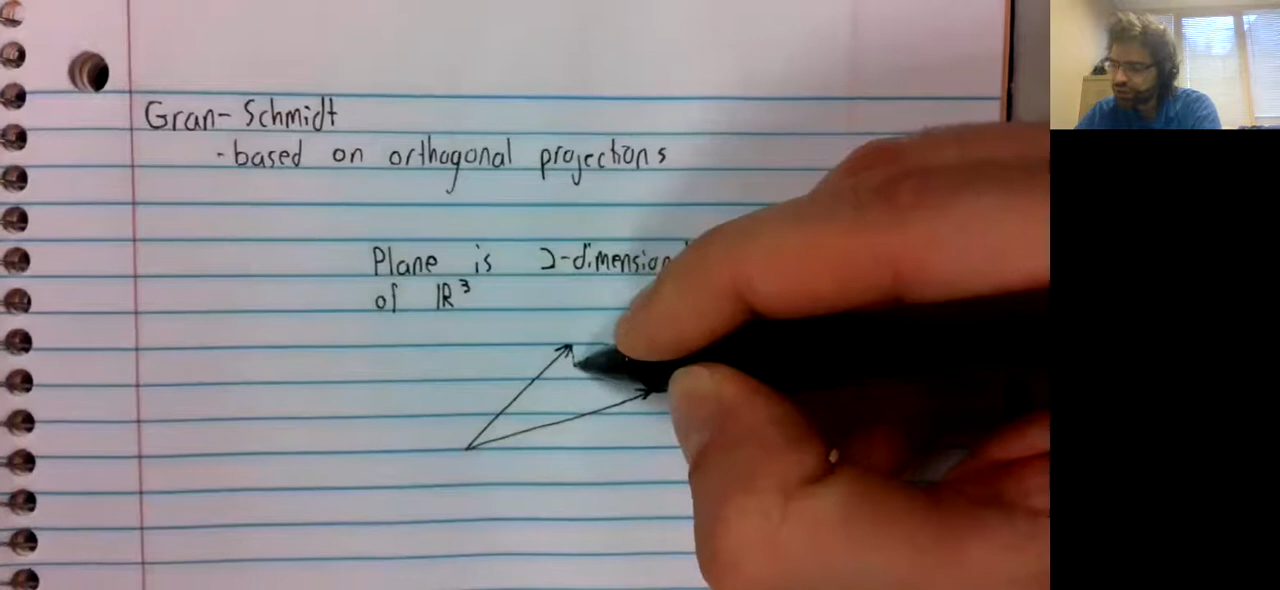 Gran-Schmidt
-based on orthogonal projections
Plane is 2-dimension
of ℝ³